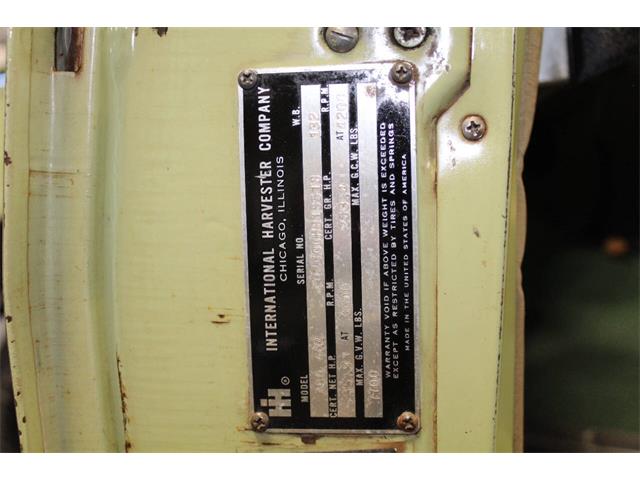 IH ®
INTERNATIONAL HARVESTER COMPANY
CHICAGO, ILLINOIS
MODEL SERIAL NO. W.B.
132
CERT. NET H.P. R.P.M. CERT. GR. H.P. R.P.M.
AT AT
MAX. G.V.W. LBS. MAX. G.C.W. LBS.
WARRANTY VOID IF ABOVE WEIGHT IS EXCEEDED
EXCEPT AS RESTRICTED BY TIRES AND SPRINGS
MADE IN THE UNITED STATES OF AMERICA